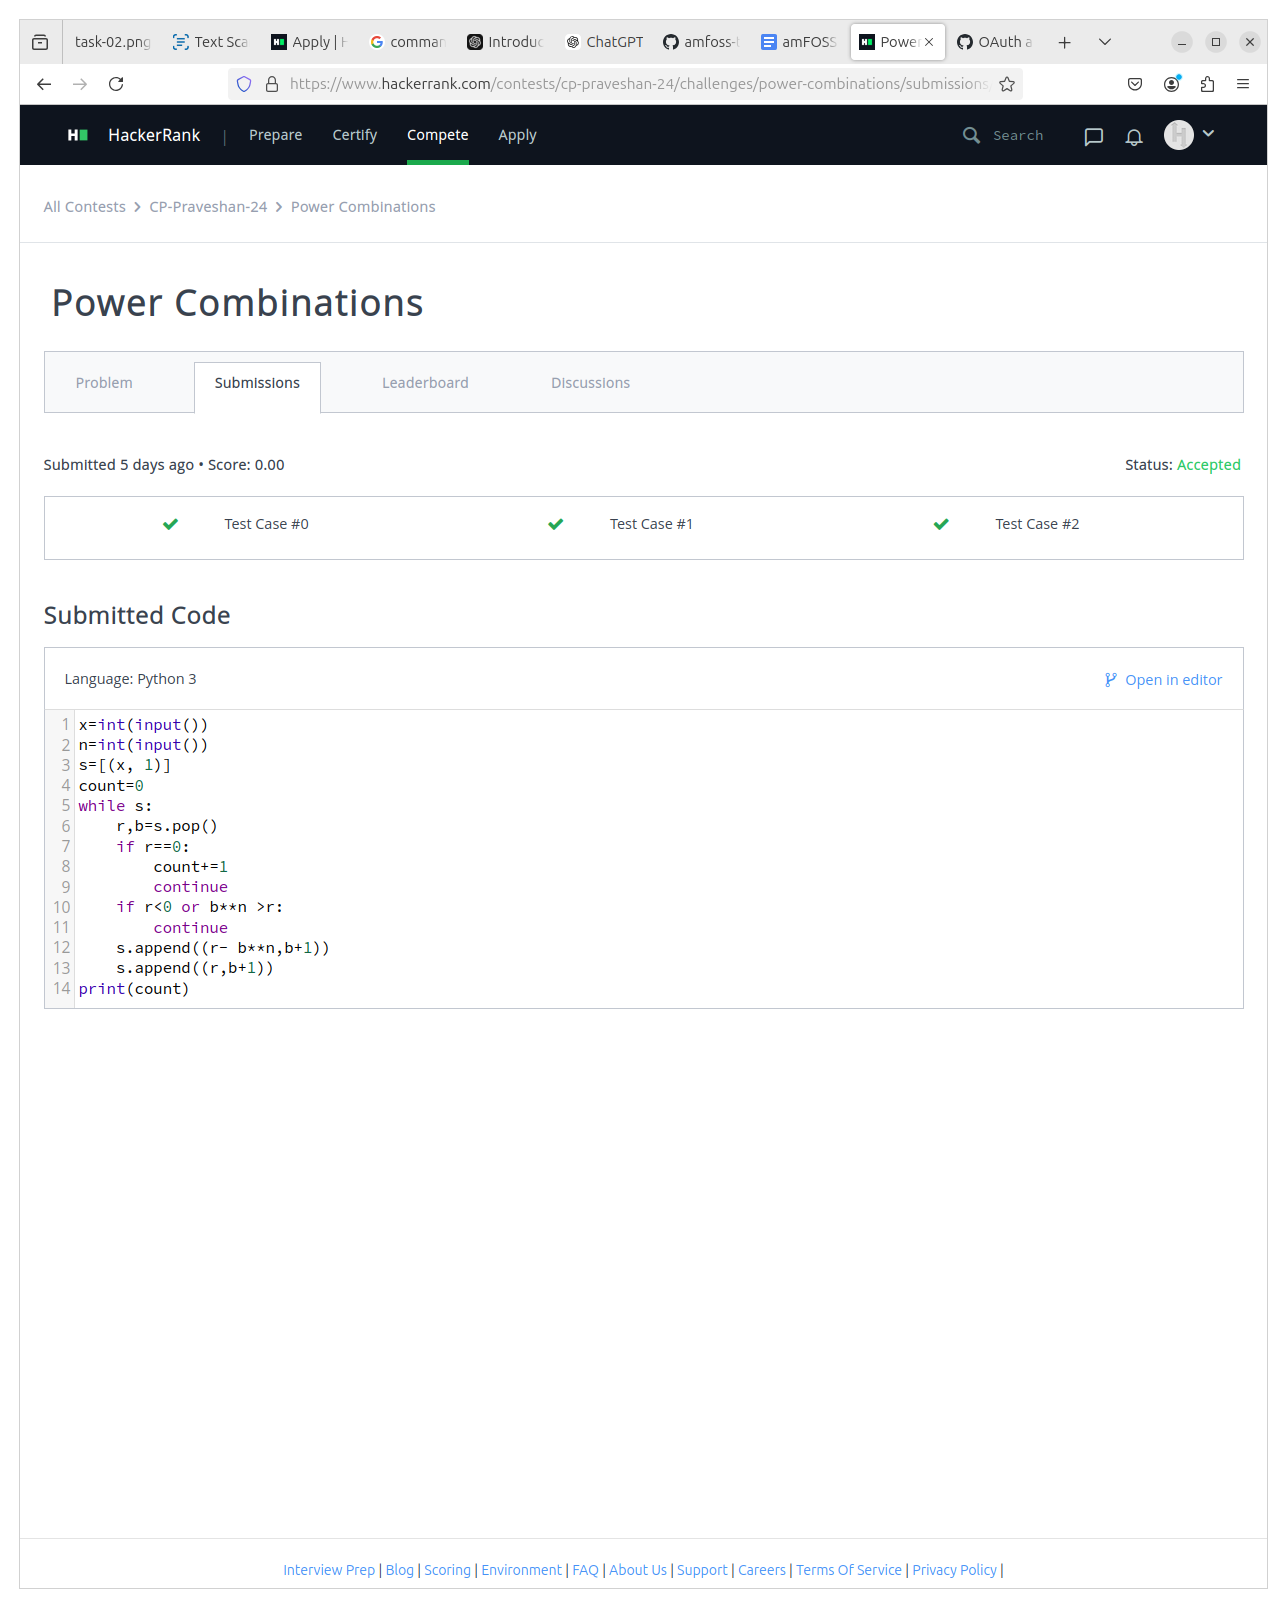 task-02.png Text Sca Apply | H comman Introduc ChatGPT amfoss-t amFOSS Power OAuth a
https://www.hackerrank.com/contests/cp-praveshan-24/challenges/power-combinations/submissions
HackerRank | Prepare Certify Compete Apply Search
All Contests > CP-Praveshan-24 > Power Combinations
Power Combinations
Problem Submissions Leaderboard Discussions
Submitted 5 days ago • Score: 0.00 Status: Accepted
Test Case #0 Test Case #1 Test Case #2
Submitted Code
Language: Python 3 Open in editor
1 x=int(input())
2 n=int(input())
3 s=[(x, 1)]
4 count=0
5 while s:
6     r,b=s.pop()
7     if r==0:
8         count+=1
9         continue
10     if r<0 or b**n >r:
11         continue
12     s.append((r- b**n,b+1))
13     s.append((r,b+1))
14 print(count)
Interview Prep | Blog | Scoring | Environment | FAQ | About Us | Support | Careers | Terms Of Service | Privacy Policy |